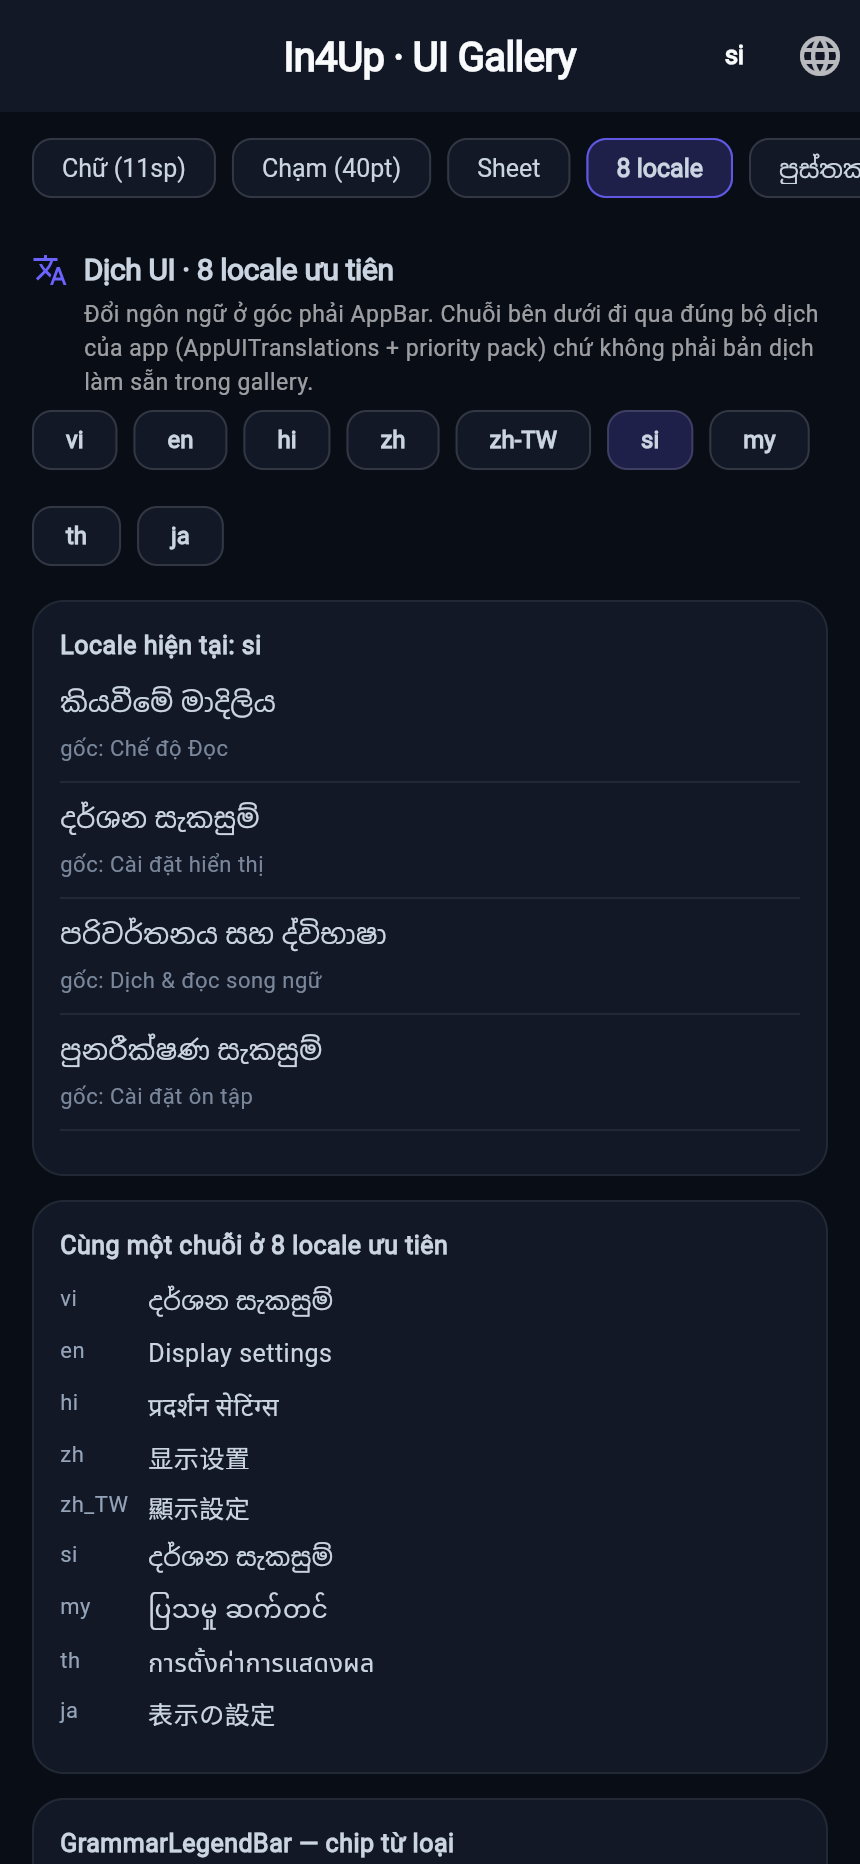 In4Up · UI Gallery
si
Chữ (11sp)
Chạm (40pt)
Sheet
8 locale
Dịch UI · 8 locale ưu tiên
Đổi ngôn ngữ ở góc phải AppBar. Chuỗi bên dưới đi qua đúng bộ dịch
của app (AppUITranslations + priority pack) chứ không phải bản dịch
làm sẵn trong gallery.
vi
en
hi
zh
zh-TW
si
my
th
ja
Locale hiện tại: si
කියවීමේ මාදිලිය
gốc: Chế độ Đọc
දර්ශන සැකසුම්
gốc: Cài đặt hiển thị
පරිවර්තනය සහ ද්විභාෂා
gốc: Dịch & đọc song ngữ
පුනරීක්ෂණ සැකසුම්
gốc: Cài đặt ôn tập
Cùng một chuỗi ở 8 locale ưu tiên
vi දර්ශන සැකසුම්
en Display settings
hi प्रदर्शन सेटिंग्स
zh 显示设置
zh_TW 顯示設定
si දර්ශන සැකසුම්
my ပြသမှု ဆက်တင်
th การตั้งค่าการแสดงผล
ja 表示の設定
GrammarLegendBar — chip từ loại